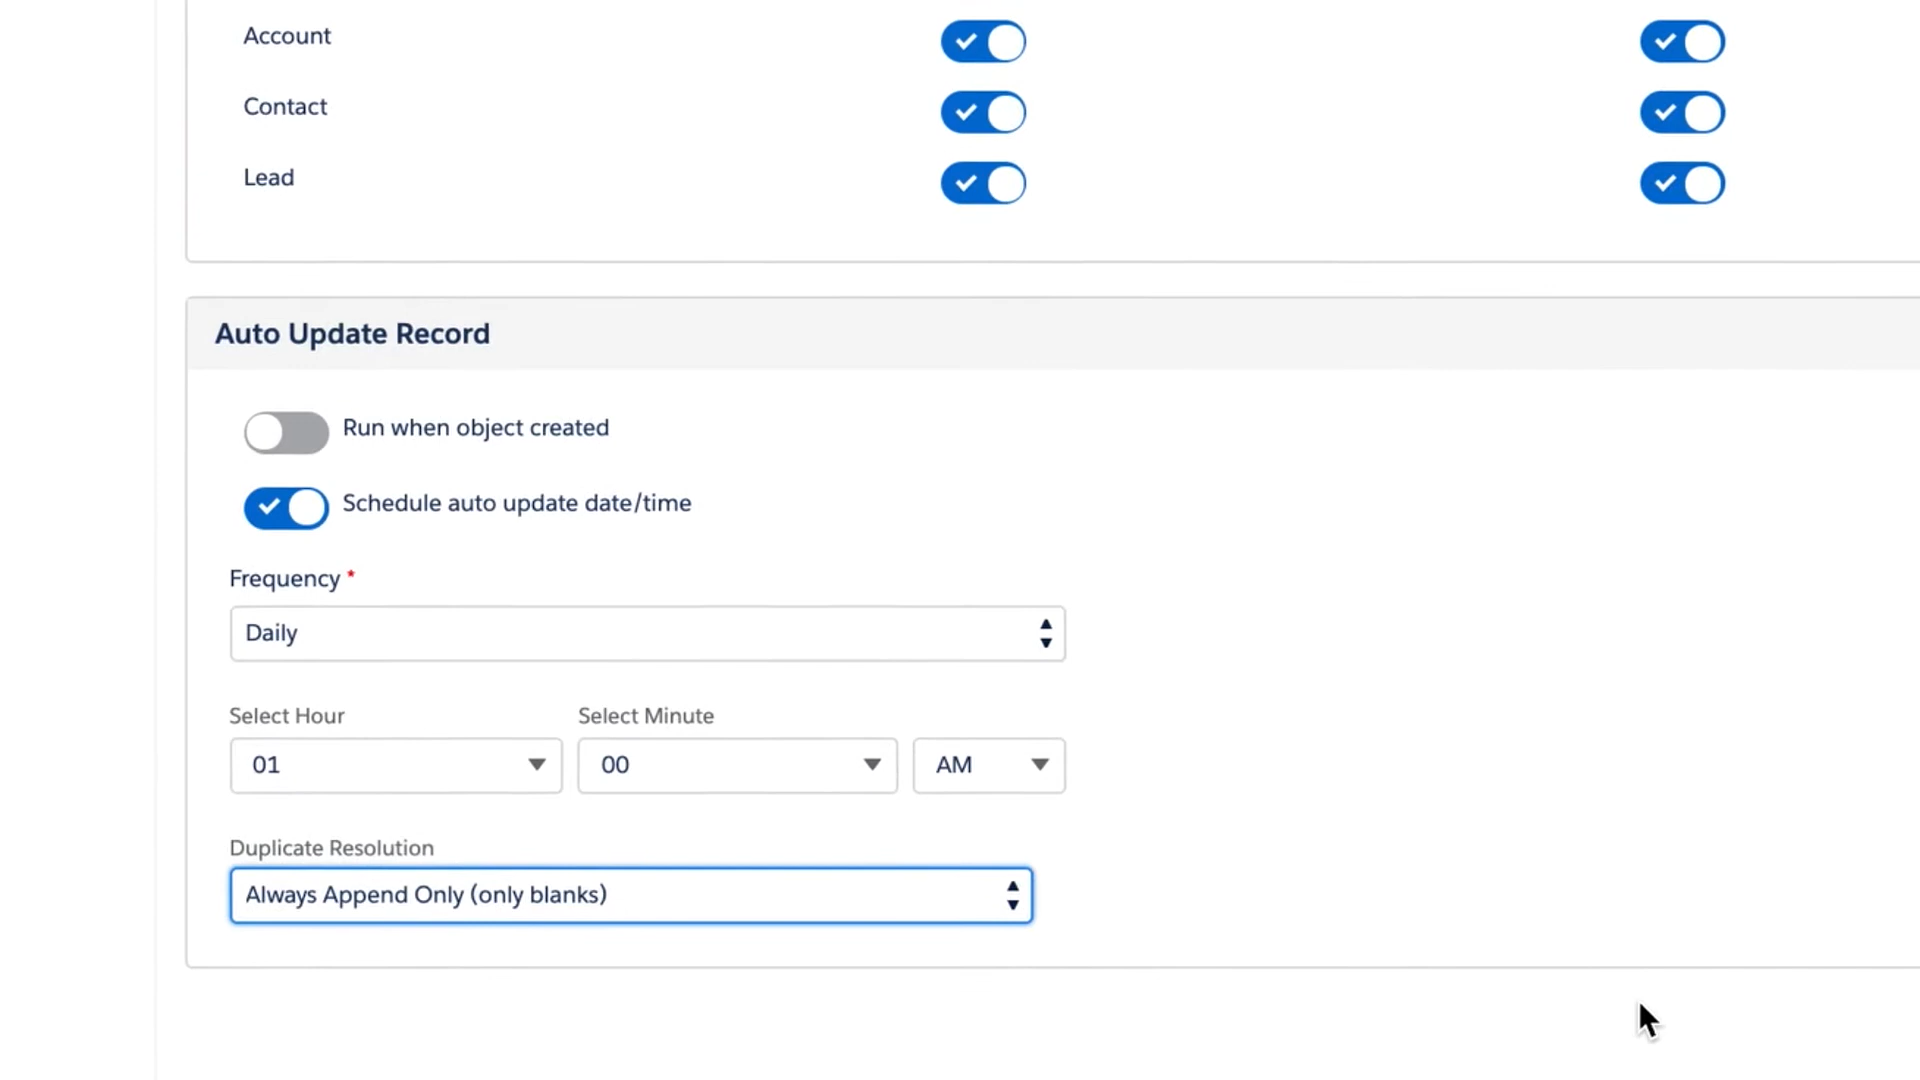 Account
Contact
Lead
Auto Update Record
Run when object created
Schedule auto update date/time
Frequency *
Daily
Select Hour Select Minute
01 00 AM
Duplicate Resolution
Always Append Only (only blanks)